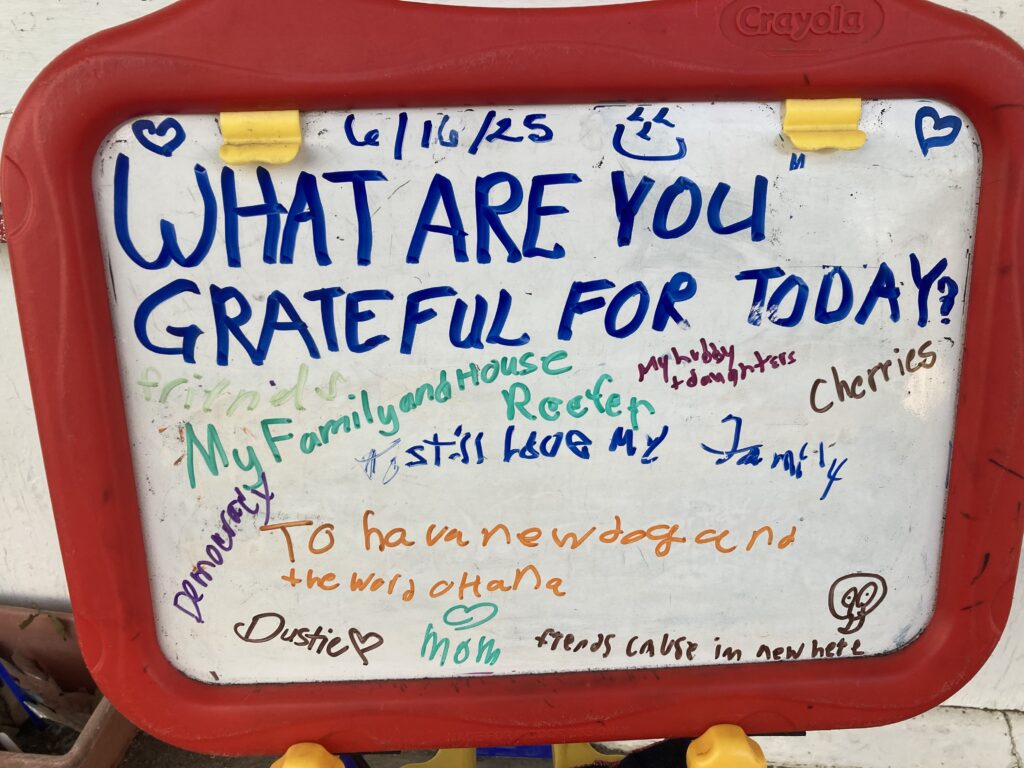 Crayola
6/16/25
WHAT ARE YOU
GRATEFUL FOR TODAY?
friends
My Family and House
Reefer
My hubby
+ daughters
Cherries
still Love My Family
Democracy
To hava new dog and
the word ohana
Dustie
Mom
fiends cause im new here